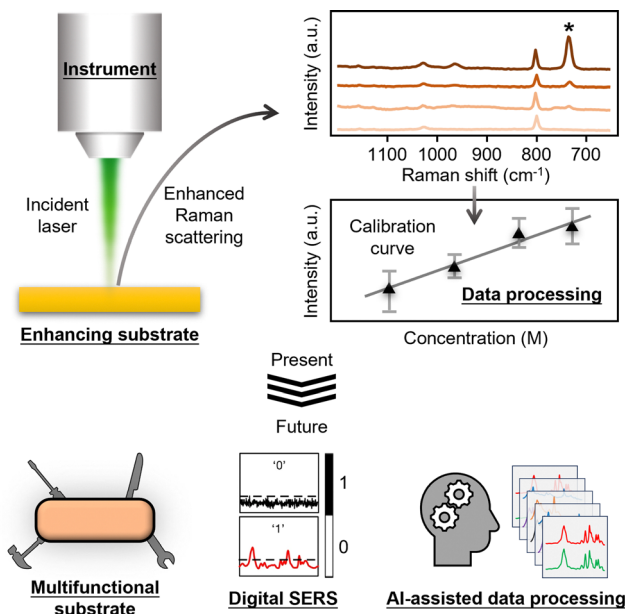 Instrument
Incident
laser
Enhanced
Raman
scattering
Enhancing substrate
*
Intensity (a.u.)
1100 1000 900 800 700
Raman shift (cm⁻¹)
Intensity (a.u.)
Calibration
curve
Data processing
Concentration (M)
Present
Future
Multifunctional
substrate
'0'
'1'
1
0
Digital SERS
AI-assisted data processing